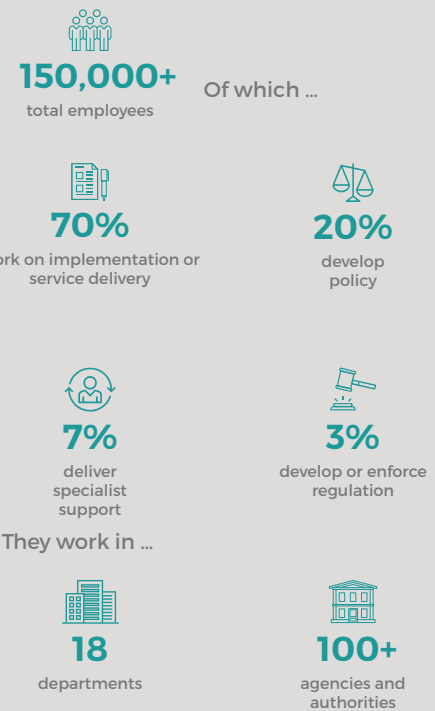 150,000+
total employees
Of which ...
70%
on implementation or
service delivery
20%
develop
policy
7%
deliver
specialist
support
3%
develop or enforce
regulation
They work in ...
18
departments
100+
agencies and
authorities